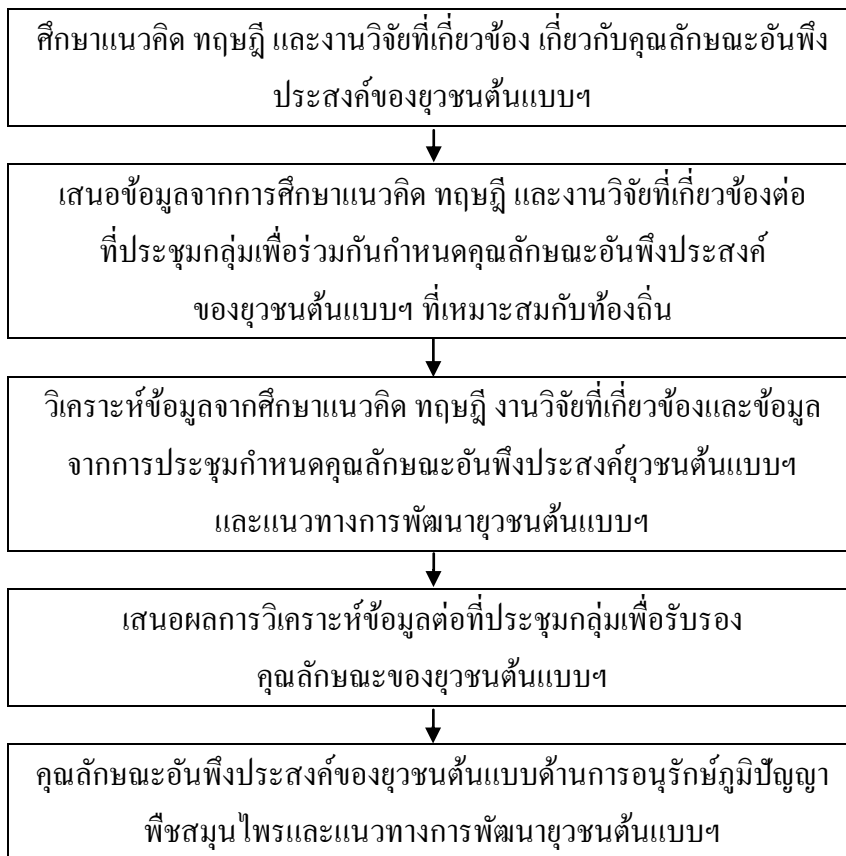 ศึกษาแนวคิด ทฤษฎี และงานวิจัยที่เกี่ยวข้อง เกี่ยวกับคุณลักษณะอันพึง
ประสงค์ของยุวชนต้นแบบฯ
เสนอข้อมูลจากการศึกษาแนวคิด ทฤษฎี และงานวิจัยที่เกี่ยวข้องต่อ
ที่ประชุมกลุ่มเพื่อร่วมกันกำหนดคุณลักษณะอันพึงประสงค์
ของยุวชนต้นแบบฯ ที่เหมาะสมกับท้องถิ่น
วิเคราะห์ข้อมูลจากศึกษาแนวคิด ทฤษฎี งานวิจัยที่เกี่ยวข้องและข้อมูล
จากการประชุมกำหนดคุณลักษณะอันพึงประสงค์ยุวชนต้นแบบฯ
และแนวทางการพัฒนายุวชนต้นแบบฯ
เสนอผลการวิเคราะห์ข้อมูลต่อที่ประชุมกลุ่มเพื่อรับรอง
คุณลักษณะของยุวชนต้นแบบฯ
คุณลักษณะอันพึงประสงค์ของยุวชนต้นแบบด้านการอนุรักษ์ภูมิปัญญา
พืชสมุนไพรและแนวทางการพัฒนายุวชนต้นแบบฯ